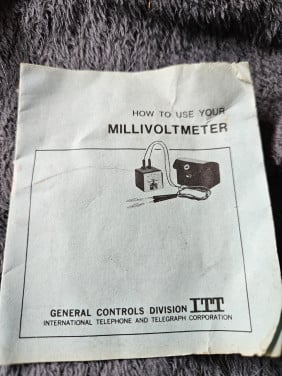 HOW TO USE YOUR
MILLIVOLTMETER
GENERAL CONTROLS DIVISION ITT
INTERNATIONAL TELEPHONE AND TELEGRAPH CORPORATION